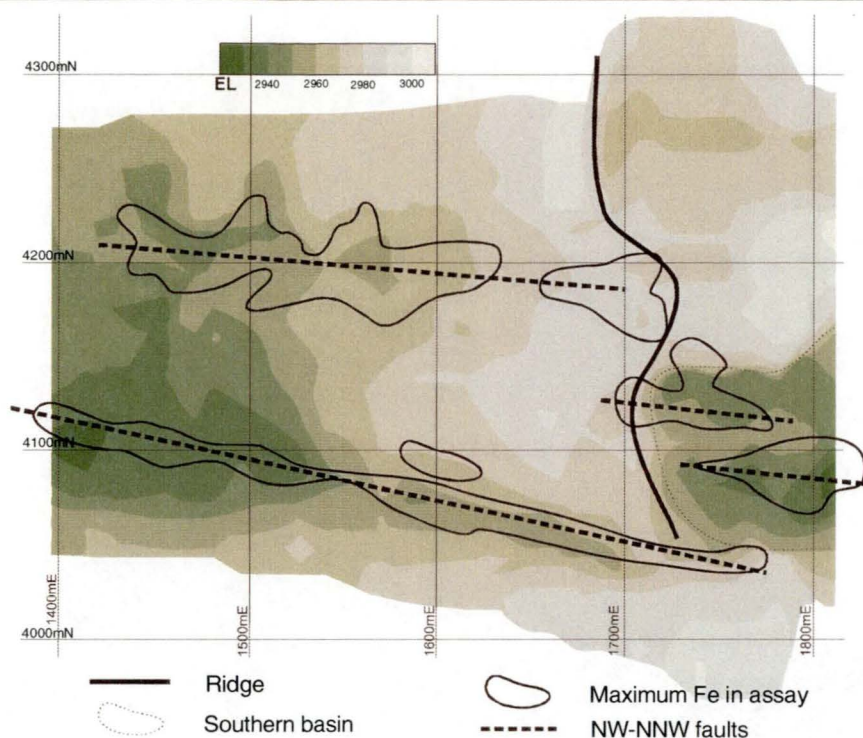 4300mN
EL 2940 2960 2980 3000
4200mN
4100mN
4000mN
1400mE
1500mE
1600mE
1700mE
1800mE
Ridge
Southern basin
Maximum Fe in assay
NW-NNW faults